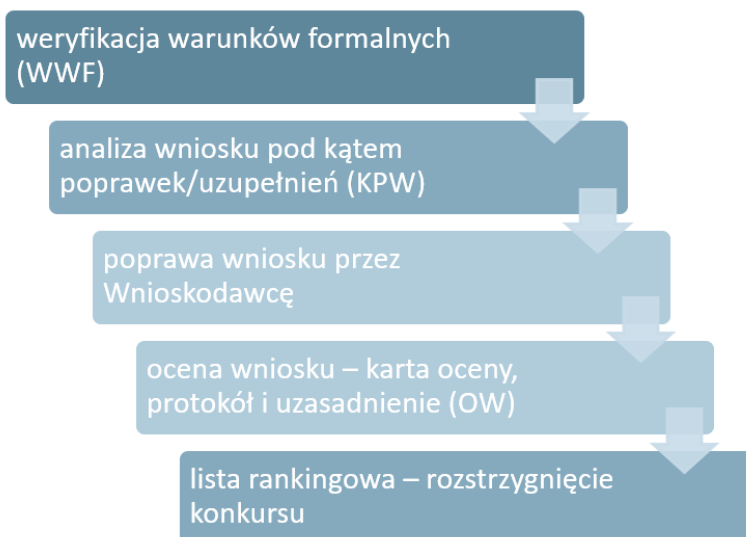 weryfikacja warunków formalnych
(WWF)
analiza wniosku pod kątem
poprawek/uzupełnień (KPW)
poprawa wniosku przez
Wnioskodawcę
ocena wniosku – karta oceny,
protokół i uzasadnienie (OW)
lista rankingowa – rozstrzygnięcie
konkursu